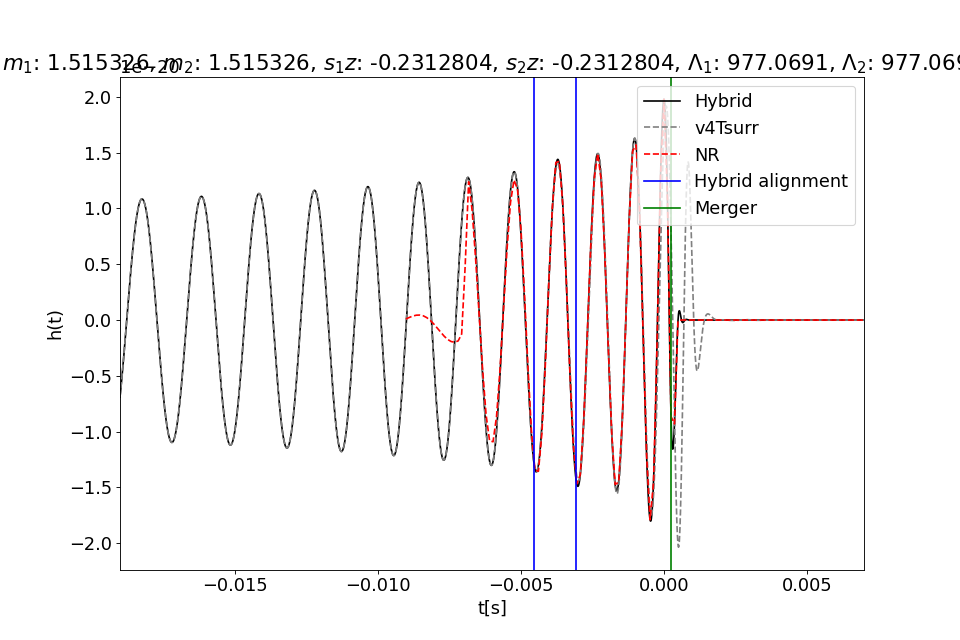 m₁: 1.515326, m₂: 1.515326, s₁z: -0.2312804, s₂z: -0.2312804, Λ₁: 977.0691, Λ₂: 977.069
1e−20
2.0
1.5
1.0
0.5
0.0
−0.5
−1.0
−1.5
−2.0
h(t)
Hybrid
v4Tsurr
NR
Hybrid alignment
Merger
−0.015
−0.010
−0.005
0.000
0.005
t[s]